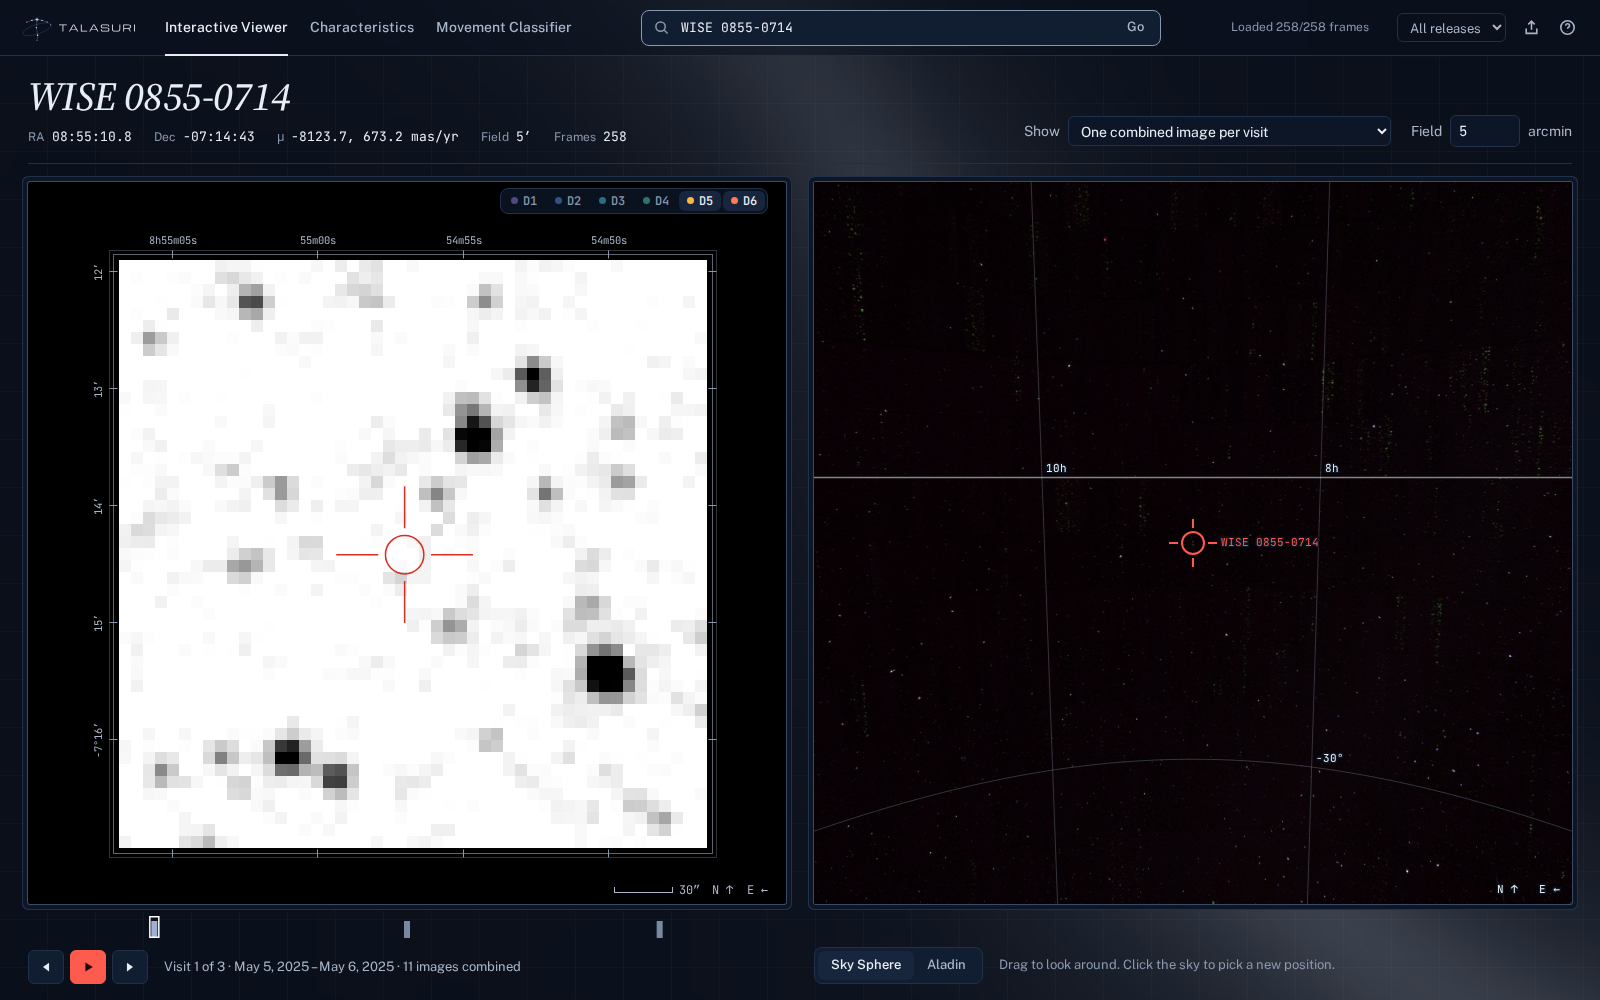 TALASURI Interactive Viewer Characteristics Movement Classifier WISE 0855-0714 Go Loaded 258/258 frames All releases
WISE 0855-0714
RA 08:55:10.8 Dec -07:14:43 μ -8123.7, 673.2 mas/yr Field 5′ Frames 258
Show One combined image per visit Field 5 arcmin
D1 D2 D3 D4 D5 D6
8h55m05s 55m00s 54m55s 54m50s
12′
13′
14′
15′
-7°16′
30″ N ↑ E ←
10h 8h
WISE 0855-0714
-30°
N ↑ E ←
Visit 1 of 3 · May 5, 2025 – May 6, 2025 · 11 images combined
Sky Sphere Aladin Drag to look around. Click the sky to pick a new position.